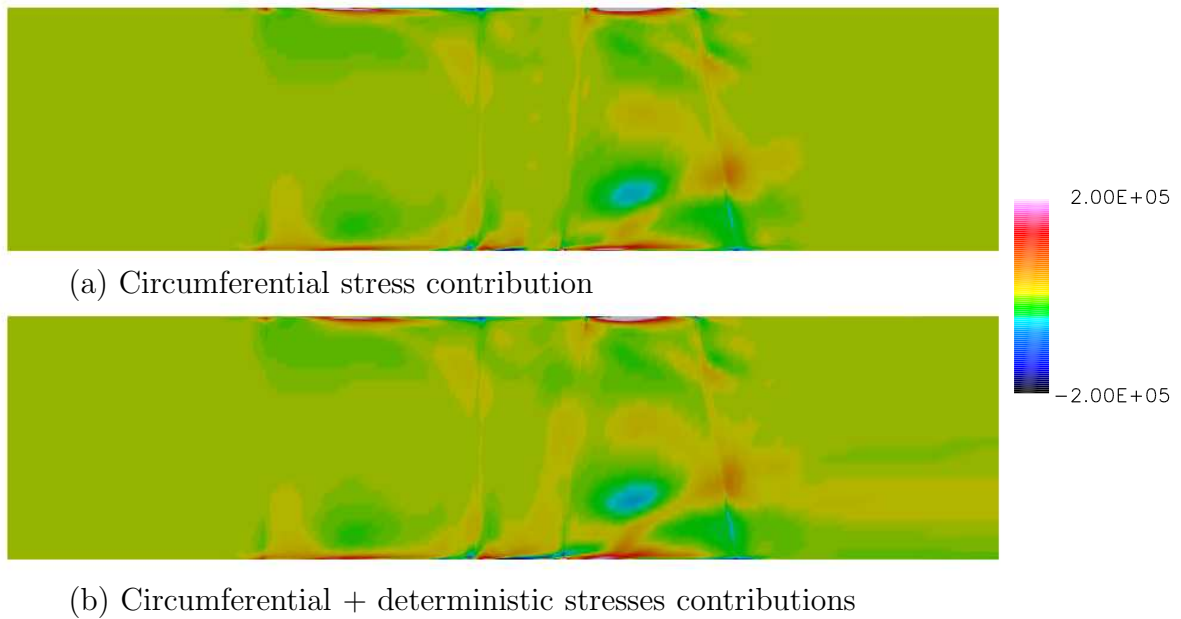 2.00E+05
(a) Circumferential stress contribution
−2.00E+05
(b) Circumferential + deterministic stresses contributions